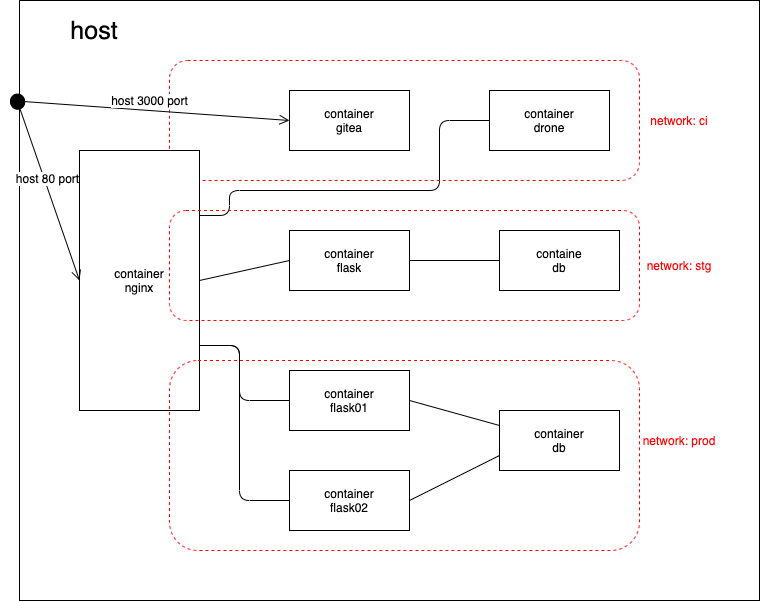 host
host 3000 port
container
gitea
container
drone
network: ci
host 80 port
container
nginx
container
flask
containe
db
network: stg
container
flask01
container
db
network: prod
container
flask02